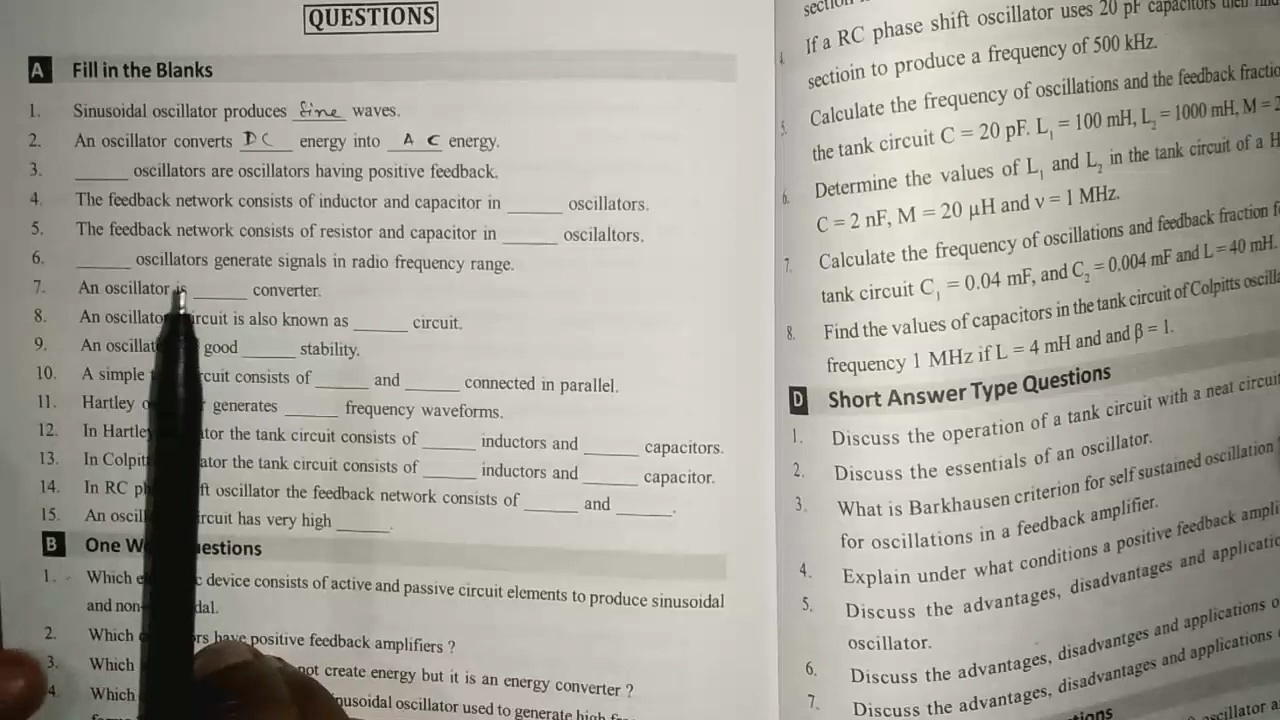 QUESTIONS
A Fill in the Blanks
1. Sinusoidal oscillator produces sine waves.
2. An oscillator converts DC energy into AC energy.
3. ______ oscillators are oscillators having positive feedback.
4. The feedback network consists of inductor and capacitor in ______ oscillators.
5. The feedback network consists of resistor and capacitor in ______ oscilaltors.
6. ______ oscillators generate signals in radio frequency range.
7. An oscillator is ______ converter.
8. An oscillato rcuit is also known as ______ circuit.
9. An oscillat good ______ stability.
10. A simple rcuit consists of ______ and ______ connected in parallel.
11. Hartley generates ______ frequency waveforms.
12. In Hartley ator the tank circuit consists of ______ inductors and ______ capacitors.
13. In Colpit ator the tank circuit consists of ______ inductors and ______ capacitor.
14. In RC ph ft oscillator the feedback network consists of ______ and ______.
15. An oscil rcuit has very high ______.
B One W estions
1. Which e c device consists of active and passive circuit elements to produce sinusoidal
and non- dal.
2. Which rs have positive feedback amplifiers ?
3. Which not create energy but it is an energy converter ?
4. Which nusoidal oscillator used to generate high
section
4. If a RC phase shift oscillator uses 20 pF capacitors then find
sectioin to produce a frequency of 500 kHz.
5. Calculate the frequency of oscillations and the feedback fractio
the tank circuit C = 20 pF. L₁ = 100 mH, L₂ = 1000 mH, M = 2
6. Determine the values of L₁ and L₂ in the tank circuit of a H
C = 2 nF, M = 20 μH and ν = 1 MHz.
7. Calculate the frequency of oscillations and feedback fraction f
tank circuit C₁ = 0.04 mF, and C₂ = 0.004 mF and L = 40 mH.
8. Find the values of capacitors in the tank circuit of Colpitts oscilla
frequency 1 MHz if L = 4 mH and and β = 1.
D Short Answer Type Questions
1. Discuss the operation of a tank circuit with a neat circuit
2. Discuss the essentials of an oscillator.
3. What is Barkhausen criterion for self sustained oscillation
for oscillations in a feedback amplifier.
4. Explain under what conditions a positive feedback ampli
5. Discuss the advantages, disadvantages and applicatio
oscillator.
6. Discuss the advantages, disadvantges and applications o
7. Discuss the advantages, disadvantages and applications
tions
oscillator a